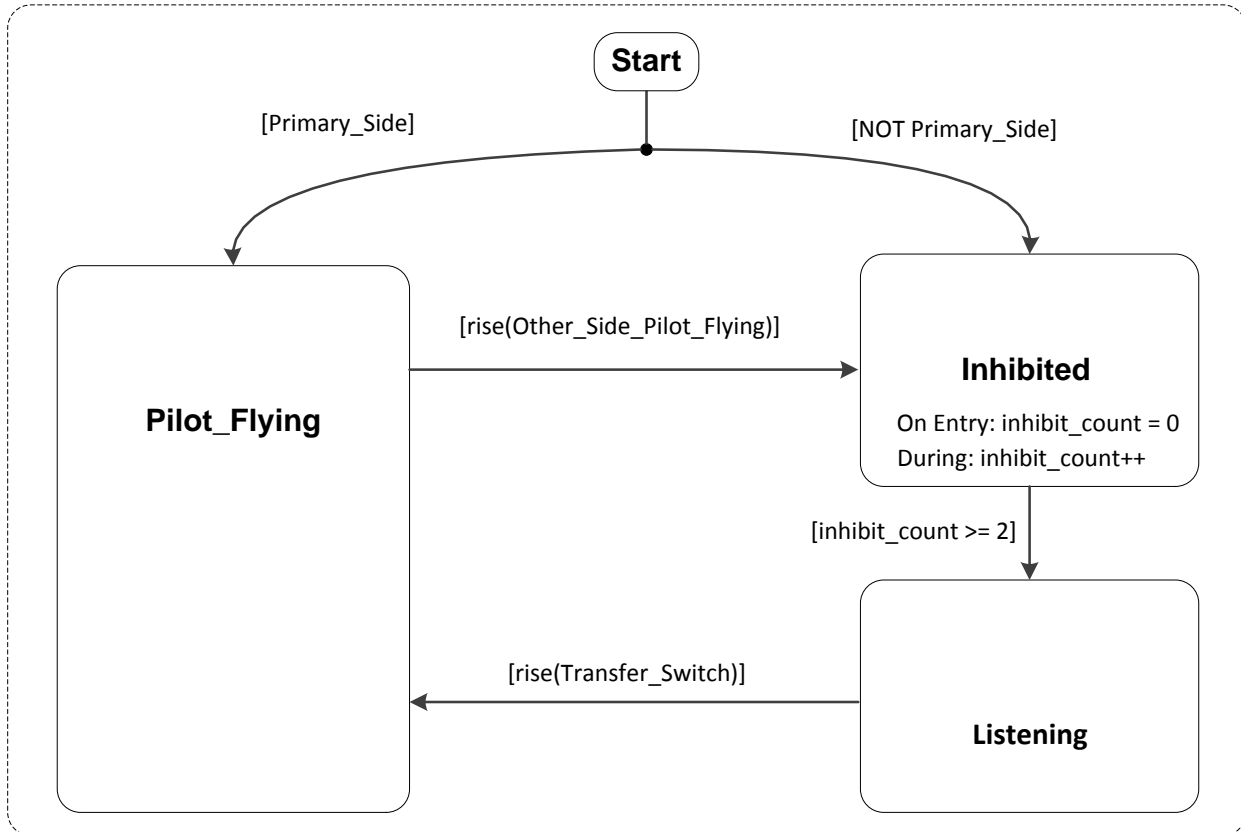 Start
[Primary_Side]
[NOT Primary_Side]
[rise(Other_Side_Pilot_Flying)]
Pilot_Flying
Inhibited
On Entry: inhibit_count = 0
During: inhibit_count++
[inhibit_count >= 2]
[rise(Transfer_Switch)]
Listening